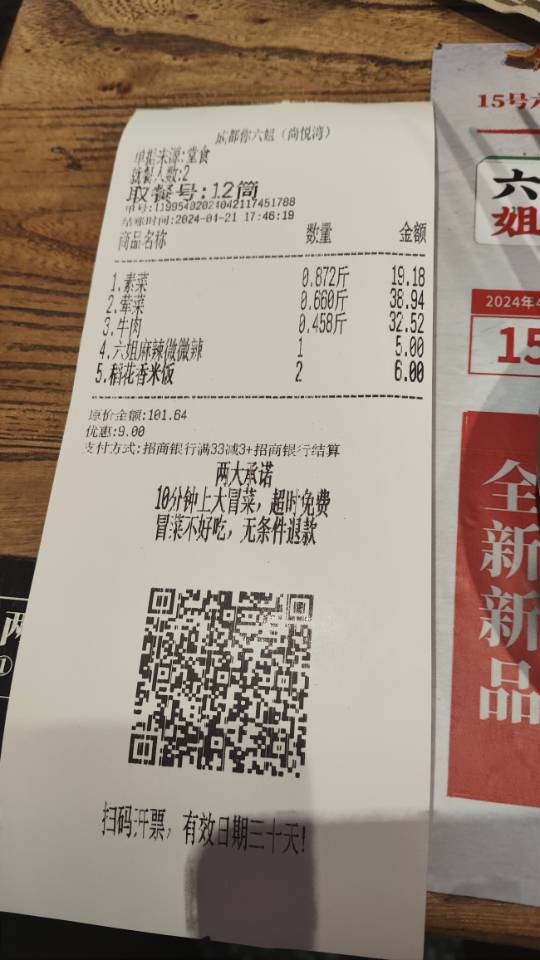 成都你六姐（尚悦湾）
单据来源:堂食
就餐人数:2
取餐号:12筒
单号:1199549202404211745​1788
结账时间:2024-04-21 17:46:19
商品名称 数量 金额
1.素菜 0.872斤 19.18
2.荤菜 0.660斤 38.94
3.牛肉 0.458斤 32.52
4.六姐麻辣微微辣 1 5.00
5.稻花香米饭 2 6.00
原价金额:101.64
优惠:9.00
支付方式:招商银行满33减3+招商银行结算
两大承诺
10分钟上大冒菜，超时免费
冒菜不好吃，无条件退款
扫码开票，有效日期三十天!
15号
六
姐
2024年
15
全
新
新
品
两
①